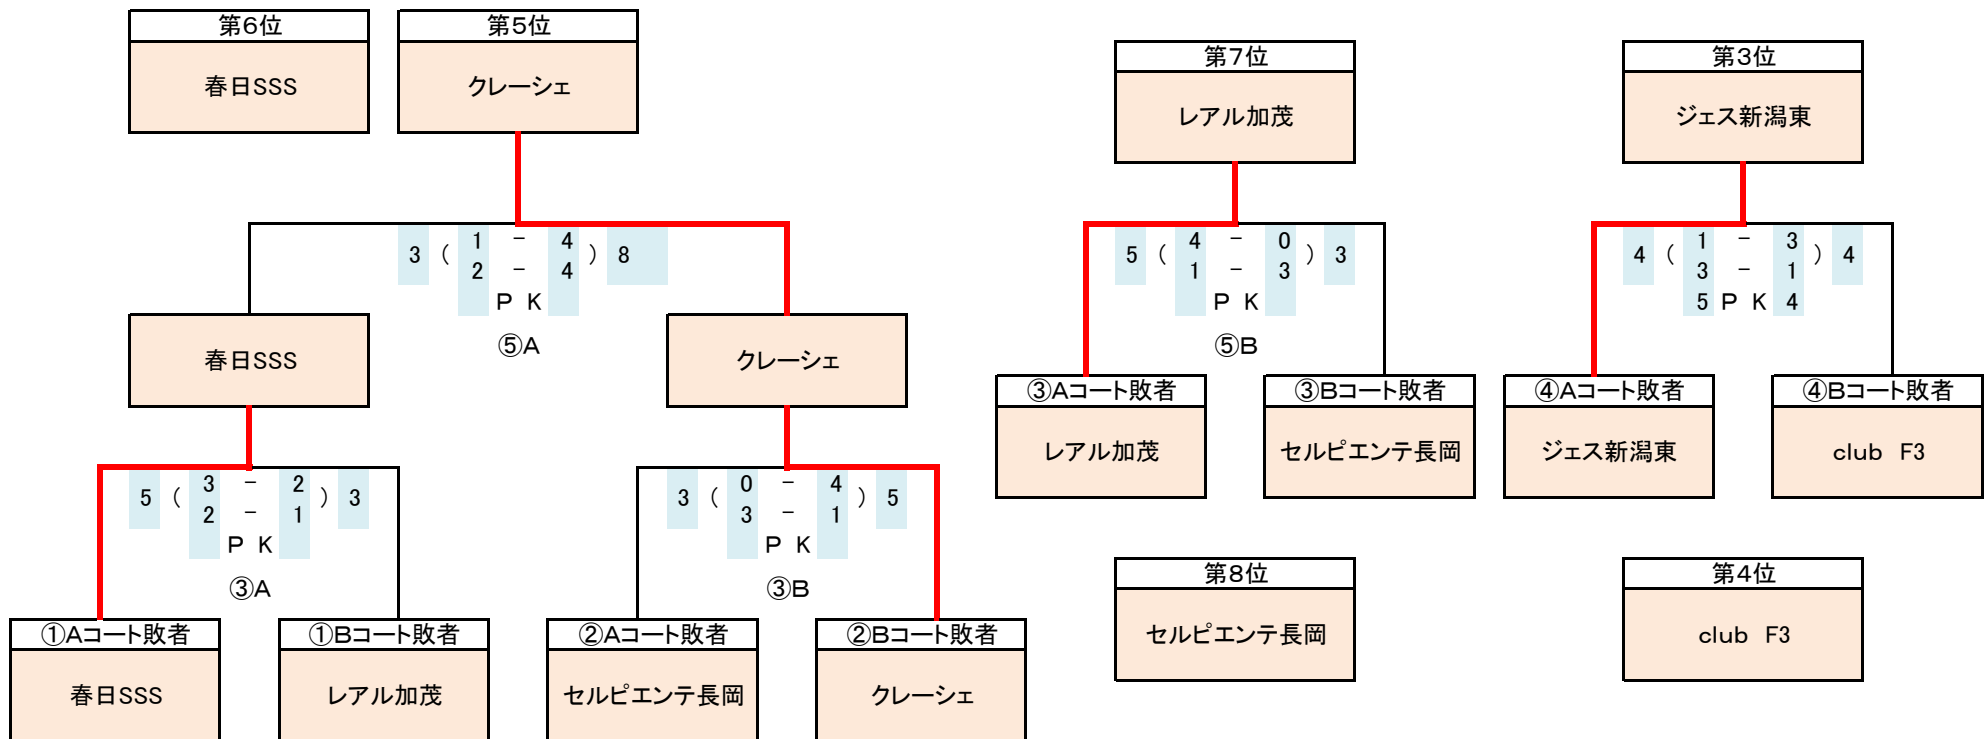 第6位
春日SSS
第5位
クレーシェ
3 ( 1 - 4 ) 8
2 - 4
P K
⑤A
春日SSS
クレーシェ
5 ( 3 - 2 ) 3
2 - 1
P K
③A
3 ( 0 - 4 ) 5
3 - 1
P K
③B
①Aコート敗者
春日SSS
①Bコート敗者
レアル加茂
②Aコート敗者
セルピエンテ長岡
②Bコート敗者
クレーシェ
第7位
レアル加茂
5 ( 4 - 0 ) 3
1 - 3
P K
⑤B
③Aコート敗者
レアル加茂
③Bコート敗者
セルピエンテ長岡
第8位
セルピエンテ長岡
第3位
ジェス新潟東
4 ( 1 - 3 ) 4
3 - 1
5 P K 4
④Aコート敗者
ジェス新潟東
④Bコート敗者
club F3
第4位
club F3